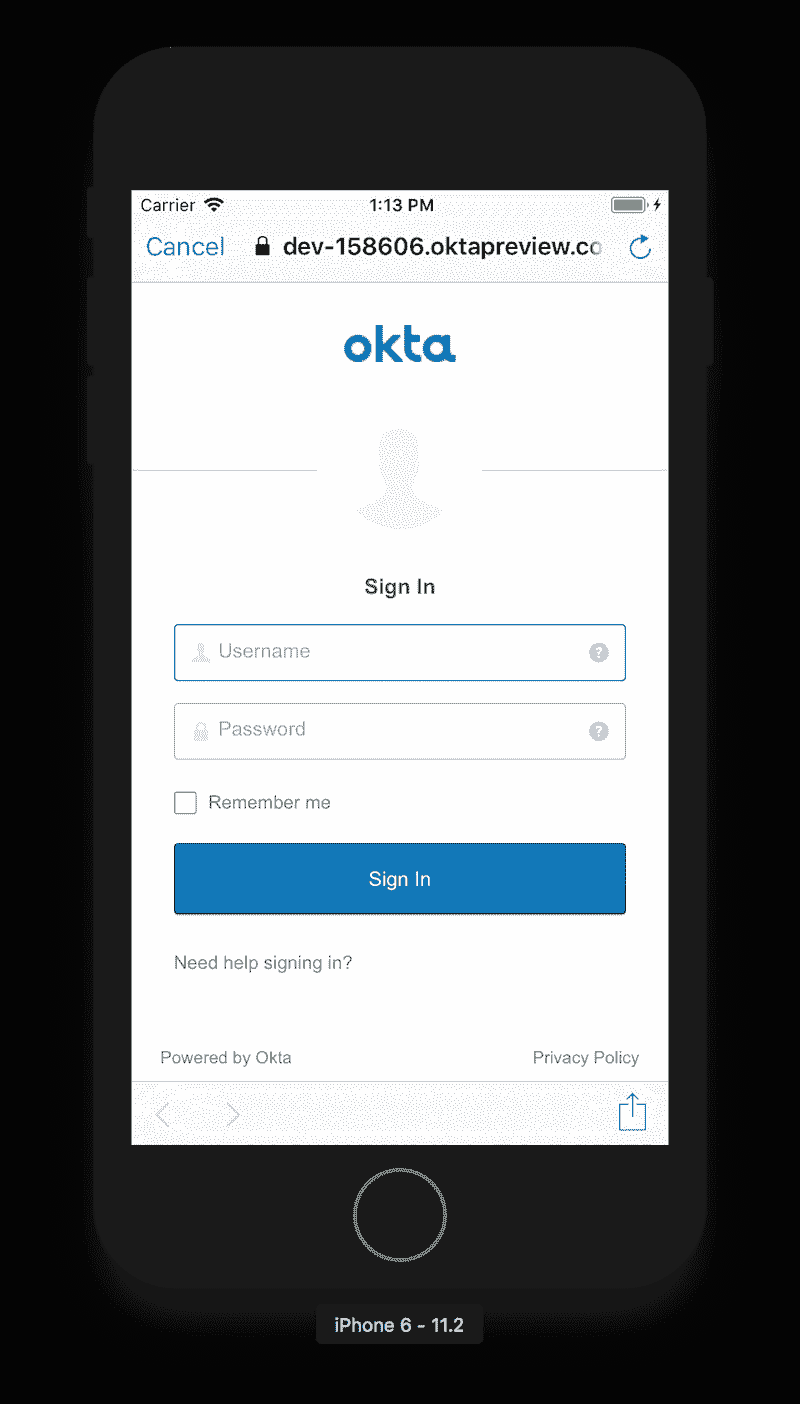 Carrier 1:13 PM
Cancel dev-158606.oktapreview.co
okta
Sign In
Username ?
Password ?
Remember me
Sign In
Need help signing in?
Powered by Okta Privacy Policy
iPhone 6 - 11.2